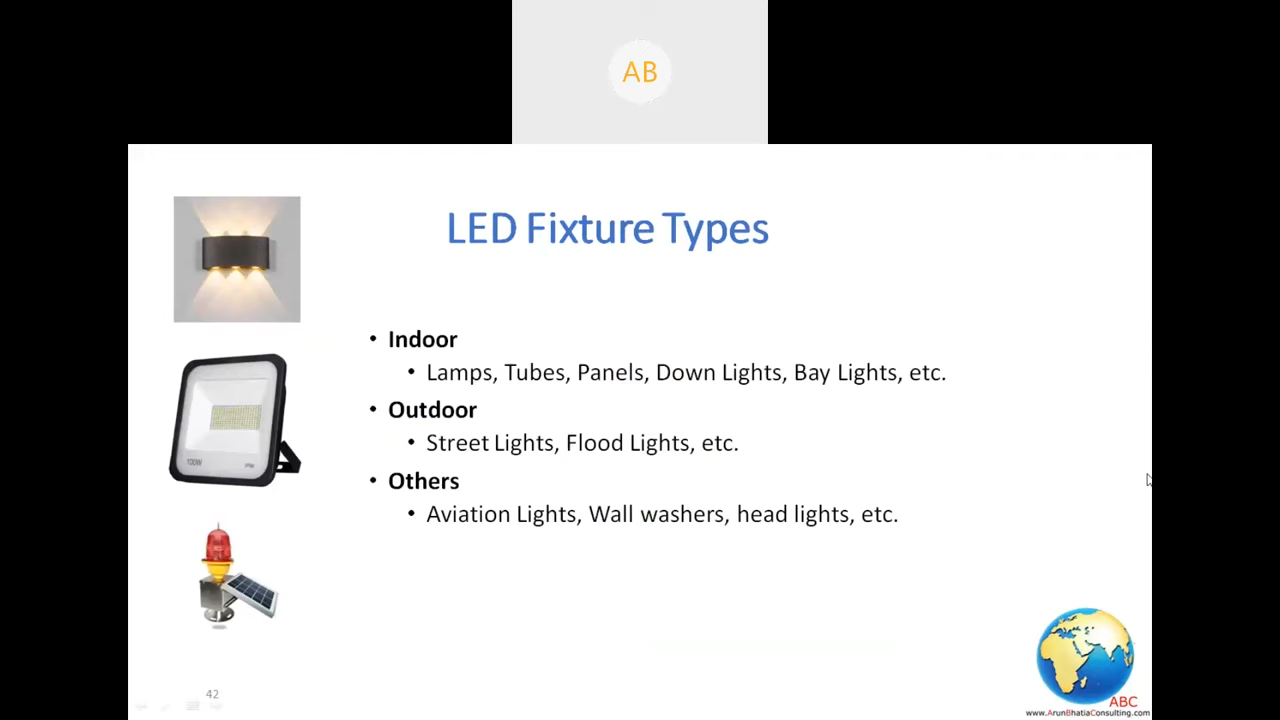 AB
LED Fixture Types
• Indoor
• Lamps, Tubes, Panels, Down Lights, Bay Lights, etc.
• Outdoor
• Street Lights, Flood Lights, etc.
• Others
• Aviation Lights, Wall washers, head lights, etc.
100W
42
ABC
www.ArunBhatiaConsulting.com